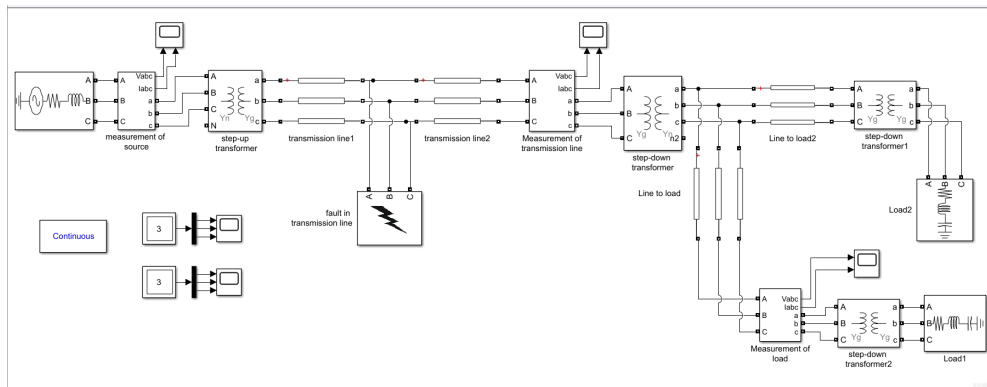 A
B
C
A
B
C
Vabc
Iabc
a
b
c
measurement of
source
A
B
C
N
a
b
c
Yn
Yg
step-up
transformer
transmission line1
transmission line2
A
B
C
fault in
transmission line
A
B
C
Vabc
Iabc
a
b
c
Measurement of
transmission line
A
B
C
a
b
c
n2
Yg
Yn
step-down
transformer
Line to load
Line to load2
A
B
C
a
b
c
Yg
Yg
step-down
transformer1
A
B
C
Load2
Continuous
3
3
A
B
C
Vabc
Iabc
a
b
c
Measurement of
load
A
B
C
a
b
c
Yg
Yg
step-down
transformer2
A
B
C
Load1